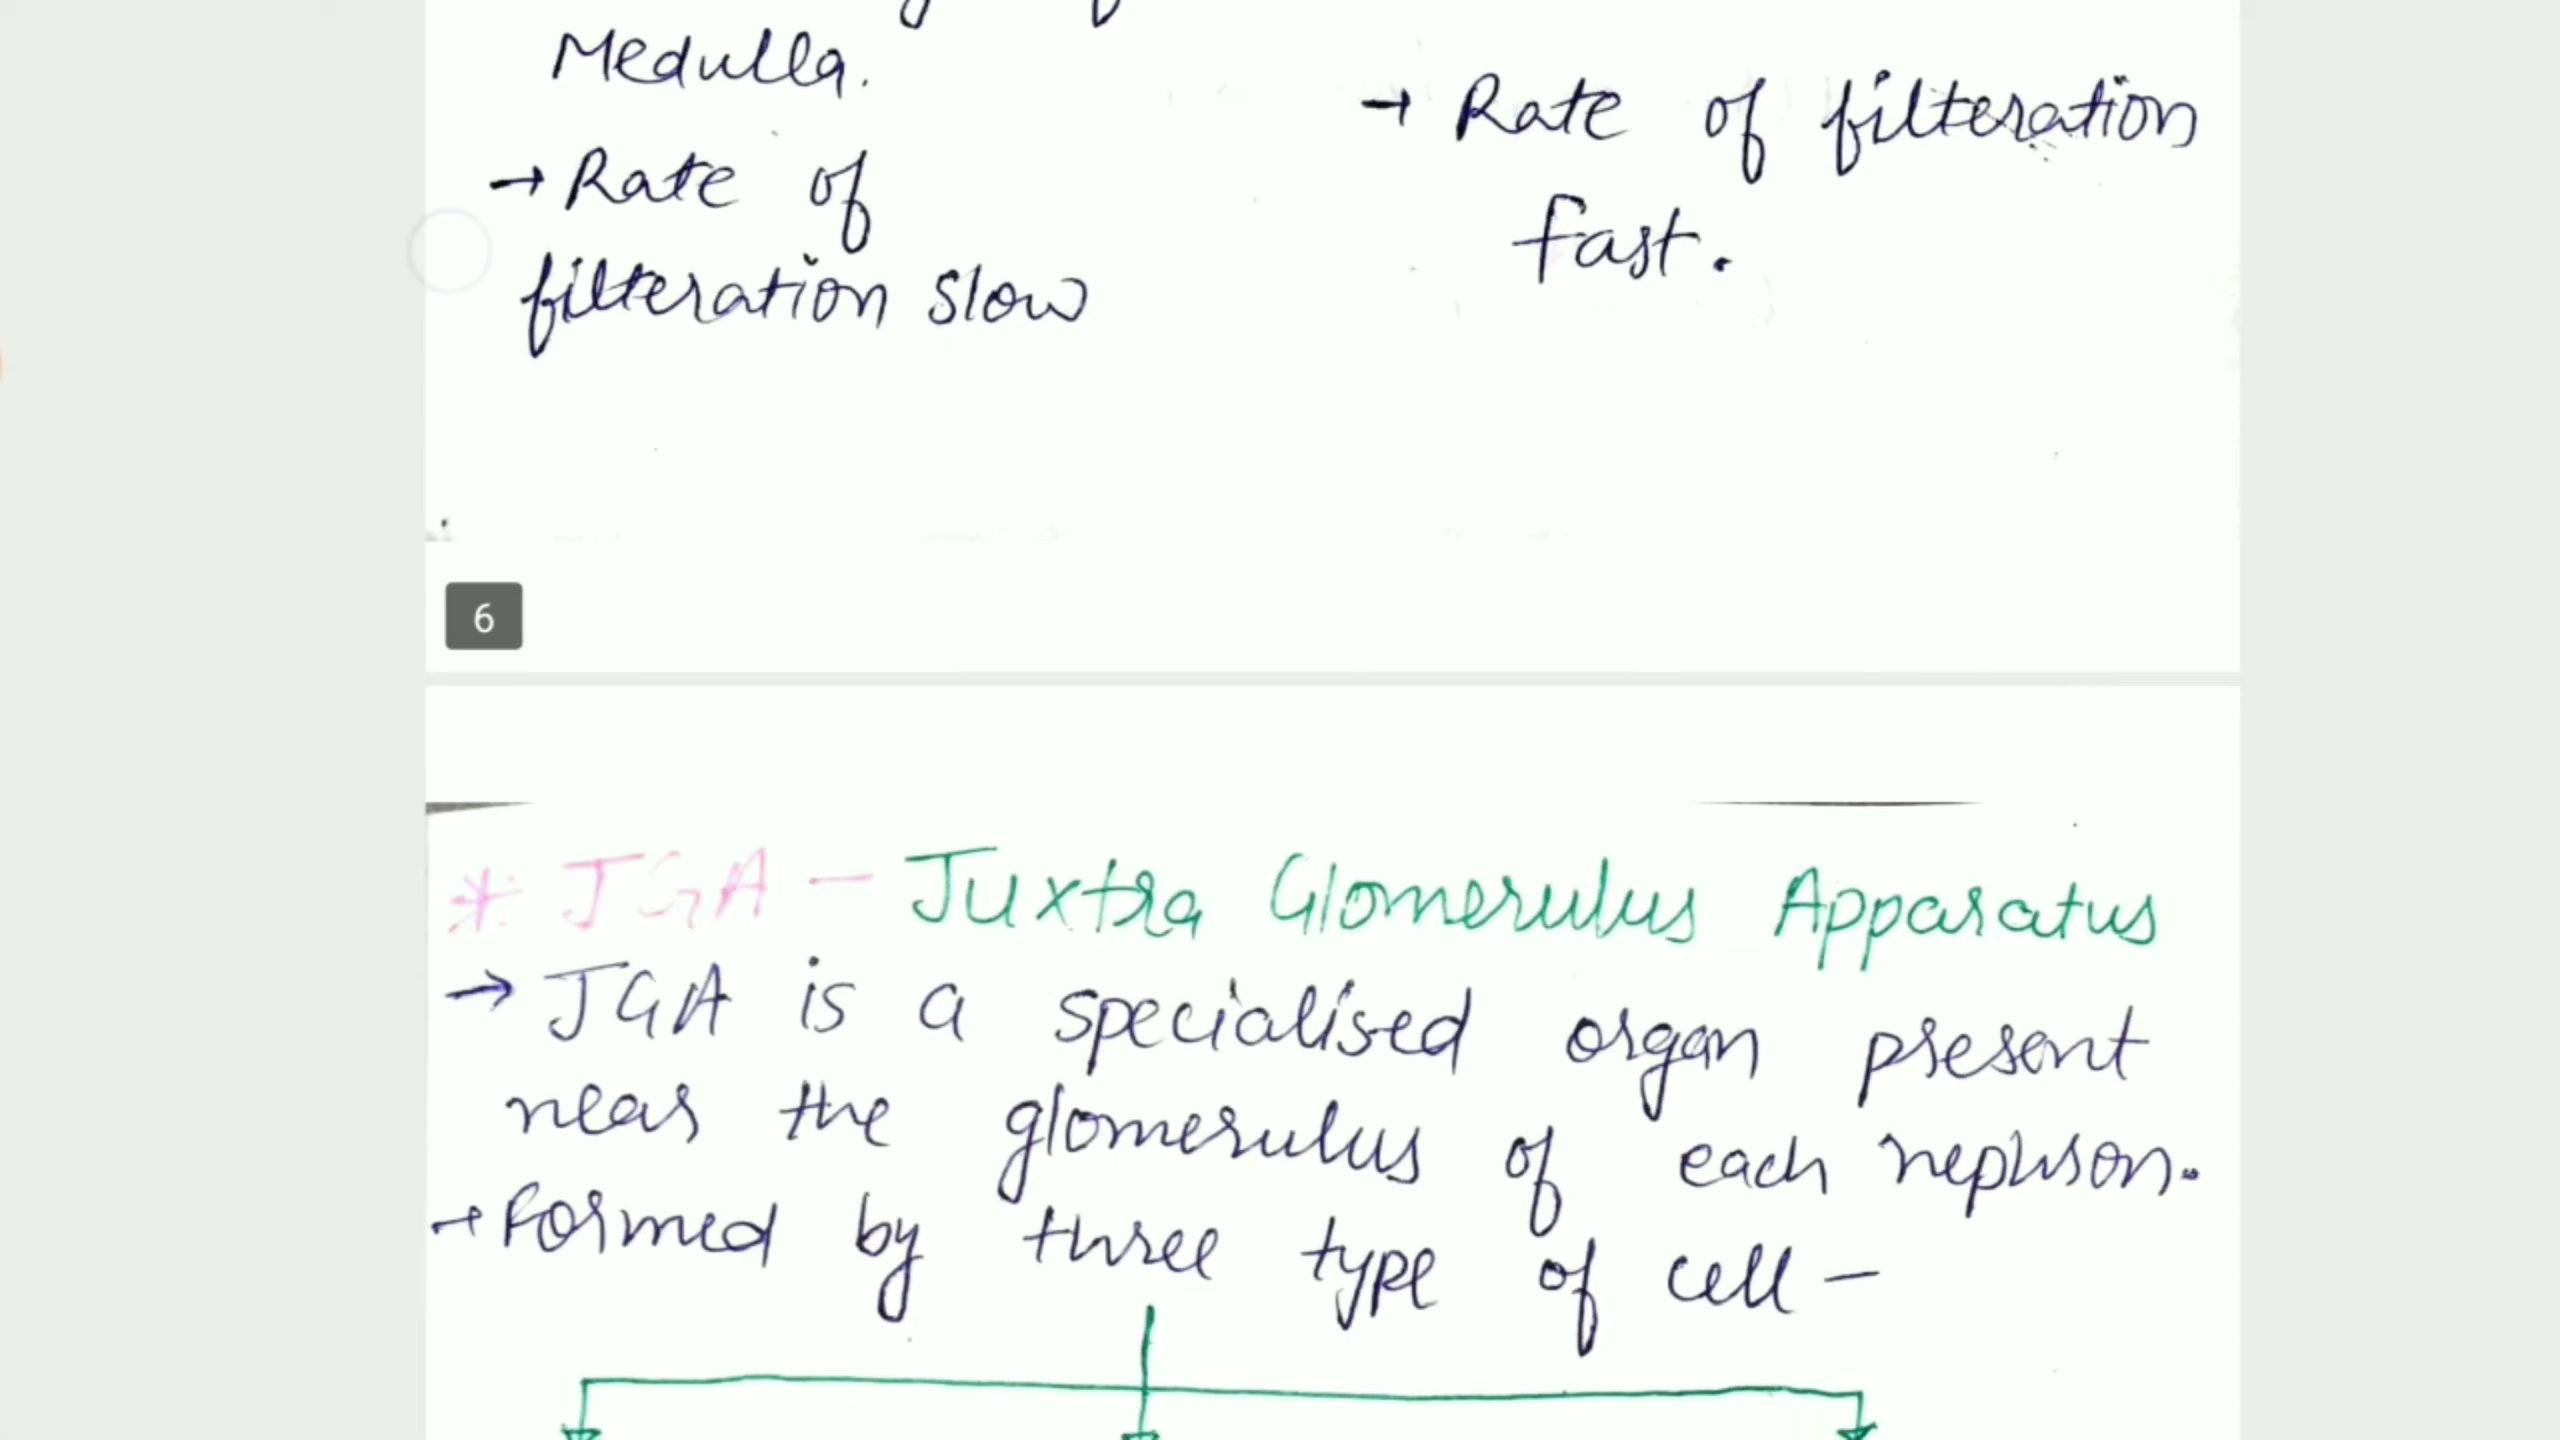 Medulla.
→ Rate of
filteration slow
→ Rate of filteration
fast.
6
* JGA - Juxtra Glomerulus Apparatus
→ JGA is a specialised organ present
near the glomerulus of each nephron.
→ Formed by three type of cell -